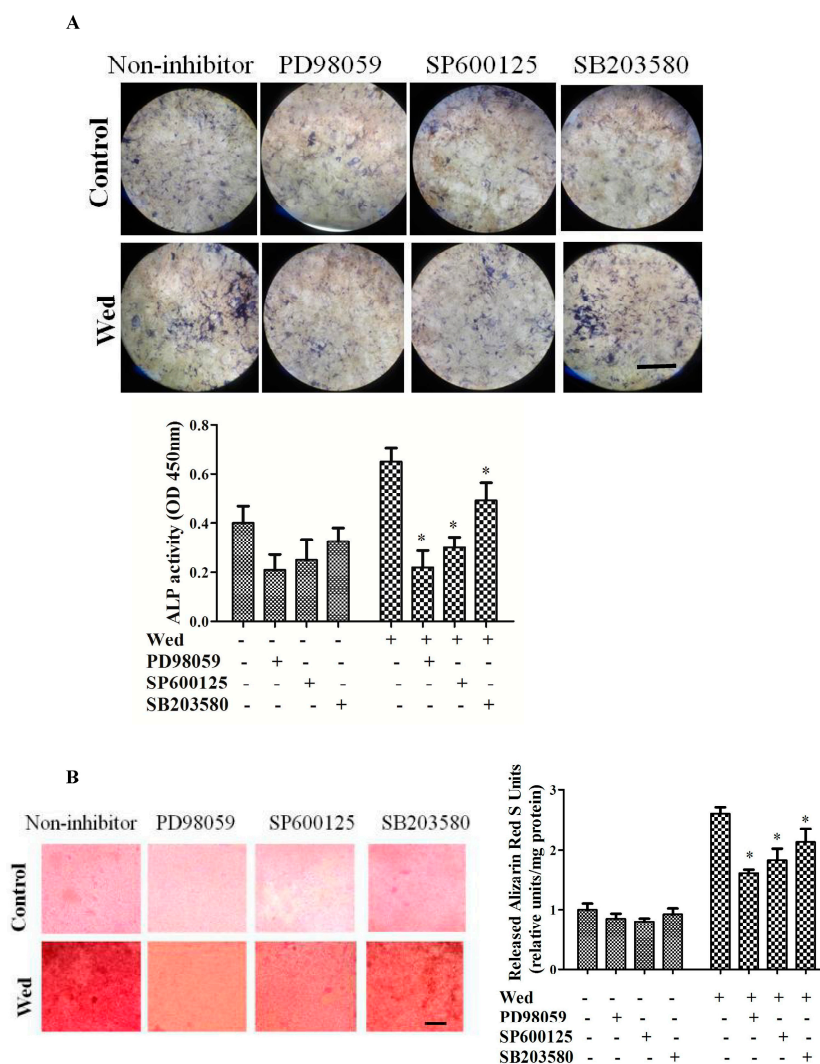 A
Non-inhibitor PD98059 SP600125 SB203580
Control
Wed
ALP activity (OD 450nm)
0.8
0.6
0.4
0.2
0.0
Wed - - - - + + + +
PD98059 - + - - - + - -
SP600125 - - + - - - + -
SB203580 - - - + - - - +
* * *
B
Non-inhibitor PD98059 SP600125 SB203580
Control
Wed
Released Alizarin Red S Units
(relative units/mg protein)
3
2
1
0
* * *
Wed - - - - + + + +
PD98059 - + - - - + - -
SP600125 - - + - - - + -
SB203580 - - - + - - - +